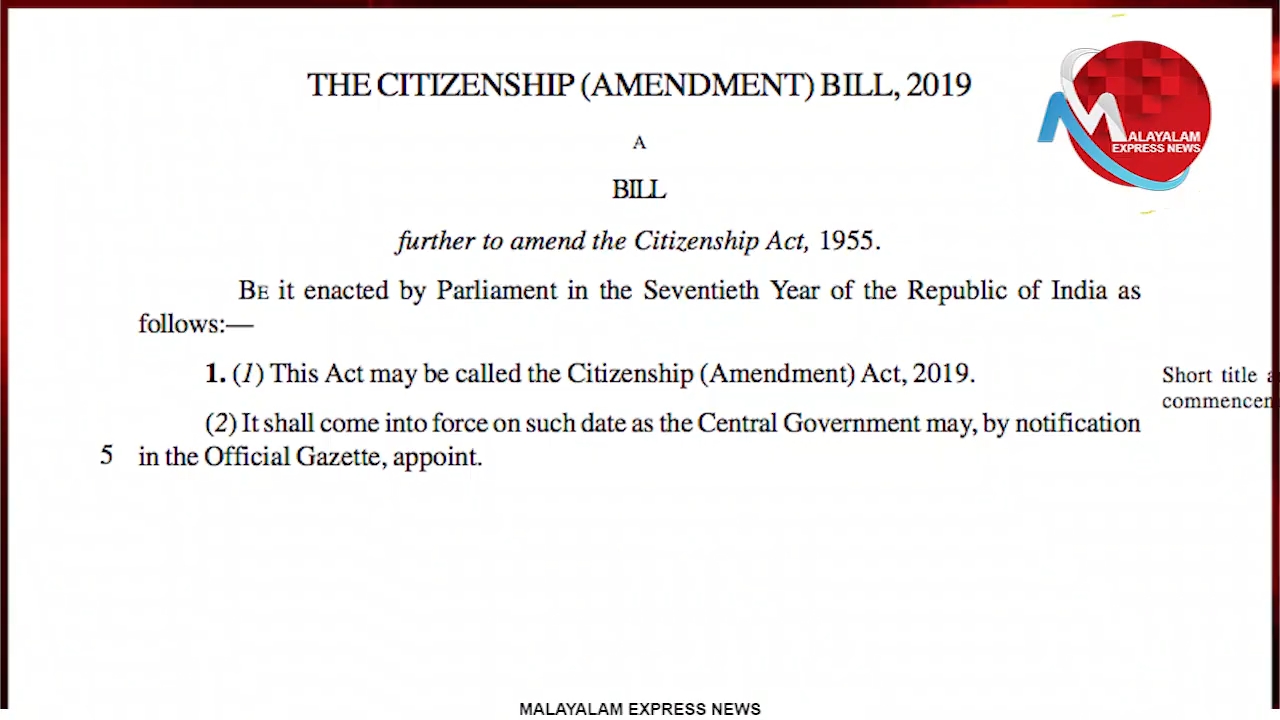 THE CITIZENSHIP (AMENDMENT) BILL, 2019
ALAYALAM
EXPRESS NEWS
A
BILL
further to amend the Citizenship Act, 1955.
BE it enacted by Parliament in the Seventieth Year of the Republic of India as
follows:—
1. (1) This Act may be called the Citizenship (Amendment) Act, 2019.
Short title
(2) It shall come into force on such date as the Central Government may, by notification
5 in the Official Gazette, appoint.
MALAYALAM EXPRESS NEWS